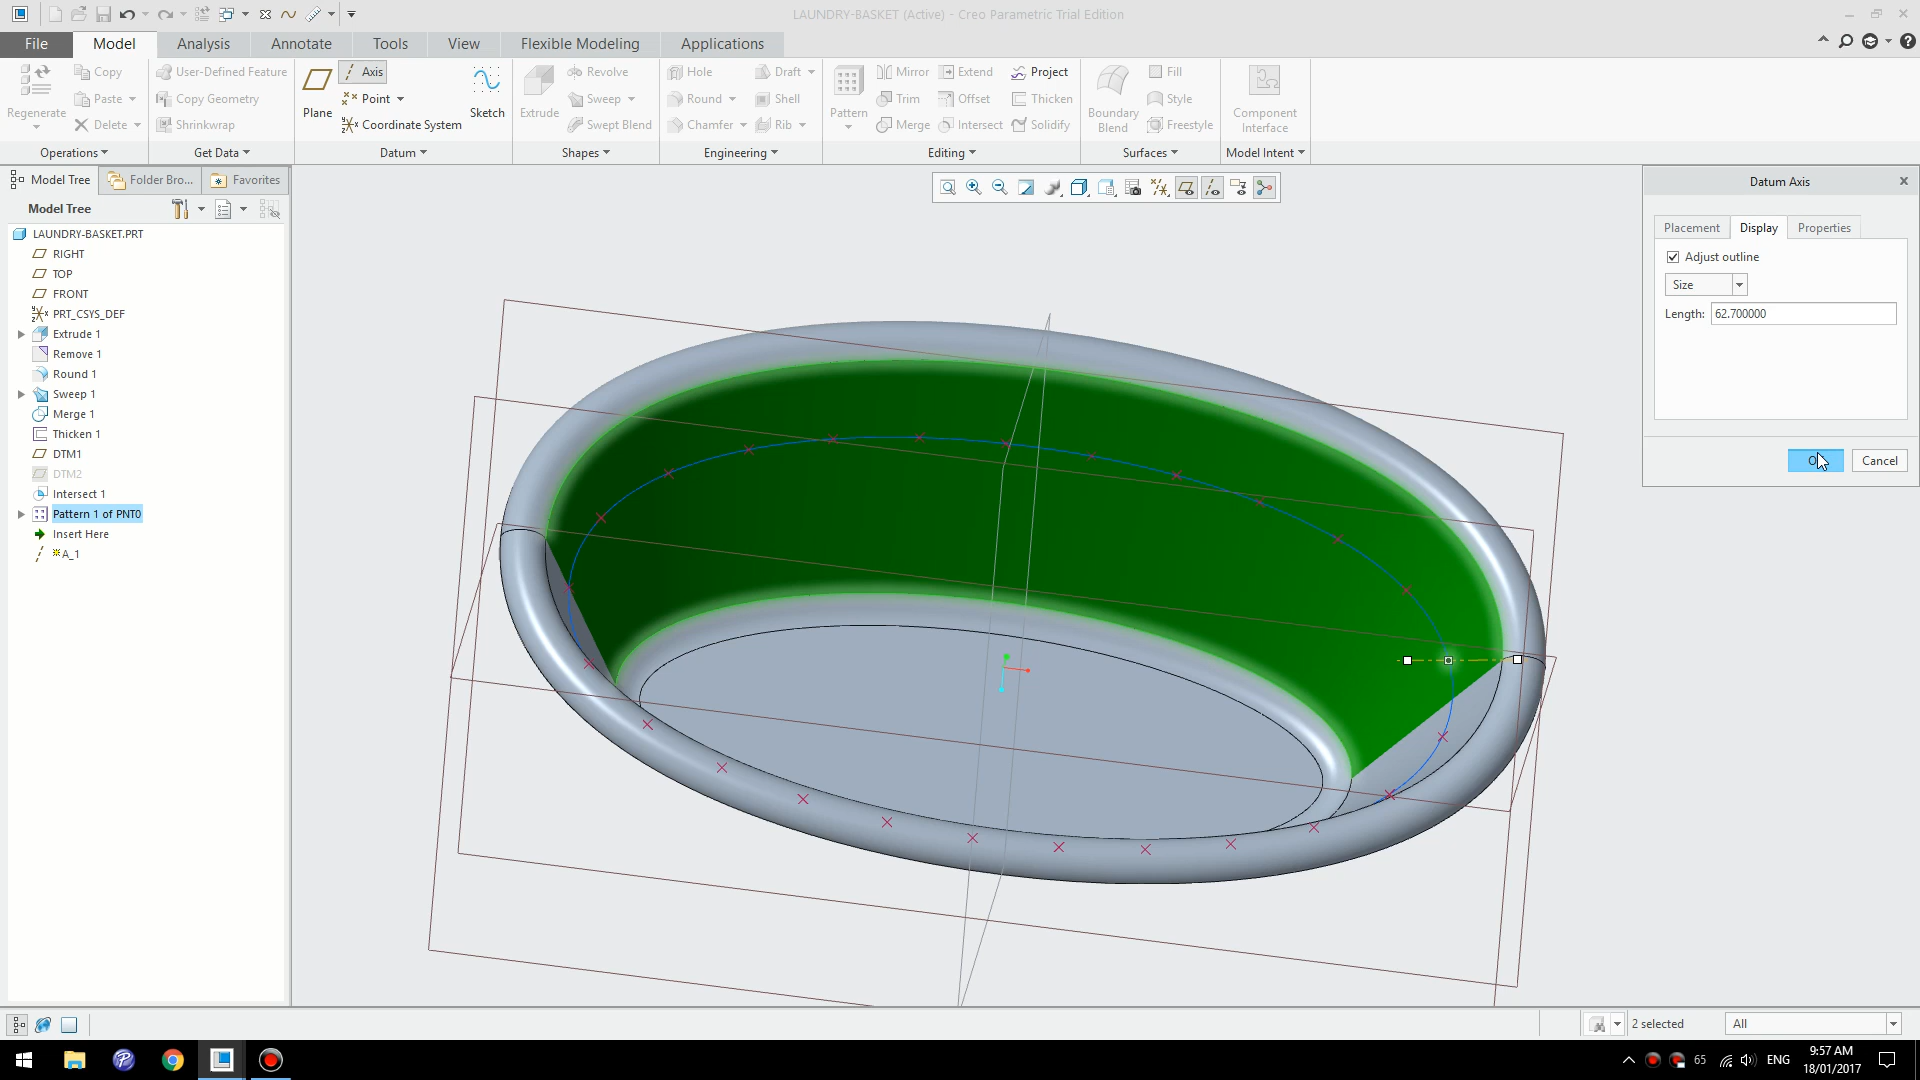 LAUNDRY-BASKET (Active) - Creo Parametric Trial Edition
File Model Analysis Annotate Tools View Flexible Modeling Applications
Regenerate
Copy
Paste
Delete
User-Defined Feature
Copy Geometry
Shrinkwrap
Plane
Axis
Point
Coordinate System
Sketch
Extrude
Revolve
Sweep
Swept Blend
Hole
Round
Chamfer
Draft
Shell
Rib
Pattern
Mirror
Trim
Merge
Extend
Offset
Intersect
Project
Thicken
Solidify
Boundary
Blend
Fill
Style
Freestyle
Component
Interface
Operations Get Data Datum Shapes Engineering Editing Surfaces Model Intent
Model Tree Folder Bro... Favorites
Model Tree
LAUNDRY-BASKET.PRT
RIGHT
TOP
FRONT
PRT_CSYS_DEF
Extrude 1
Remove 1
Round 1
Sweep 1
Merge 1
Thicken 1
DTM1
DTM2
Intersect 1
Pattern 1 of PNT0
Insert Here
A_1
Datum Axis
Placement Display Properties
Adjust outline
Size
Length: 62.700000
Cancel
2 selected
All
65 ENG
9:57 AM
18/01/2017